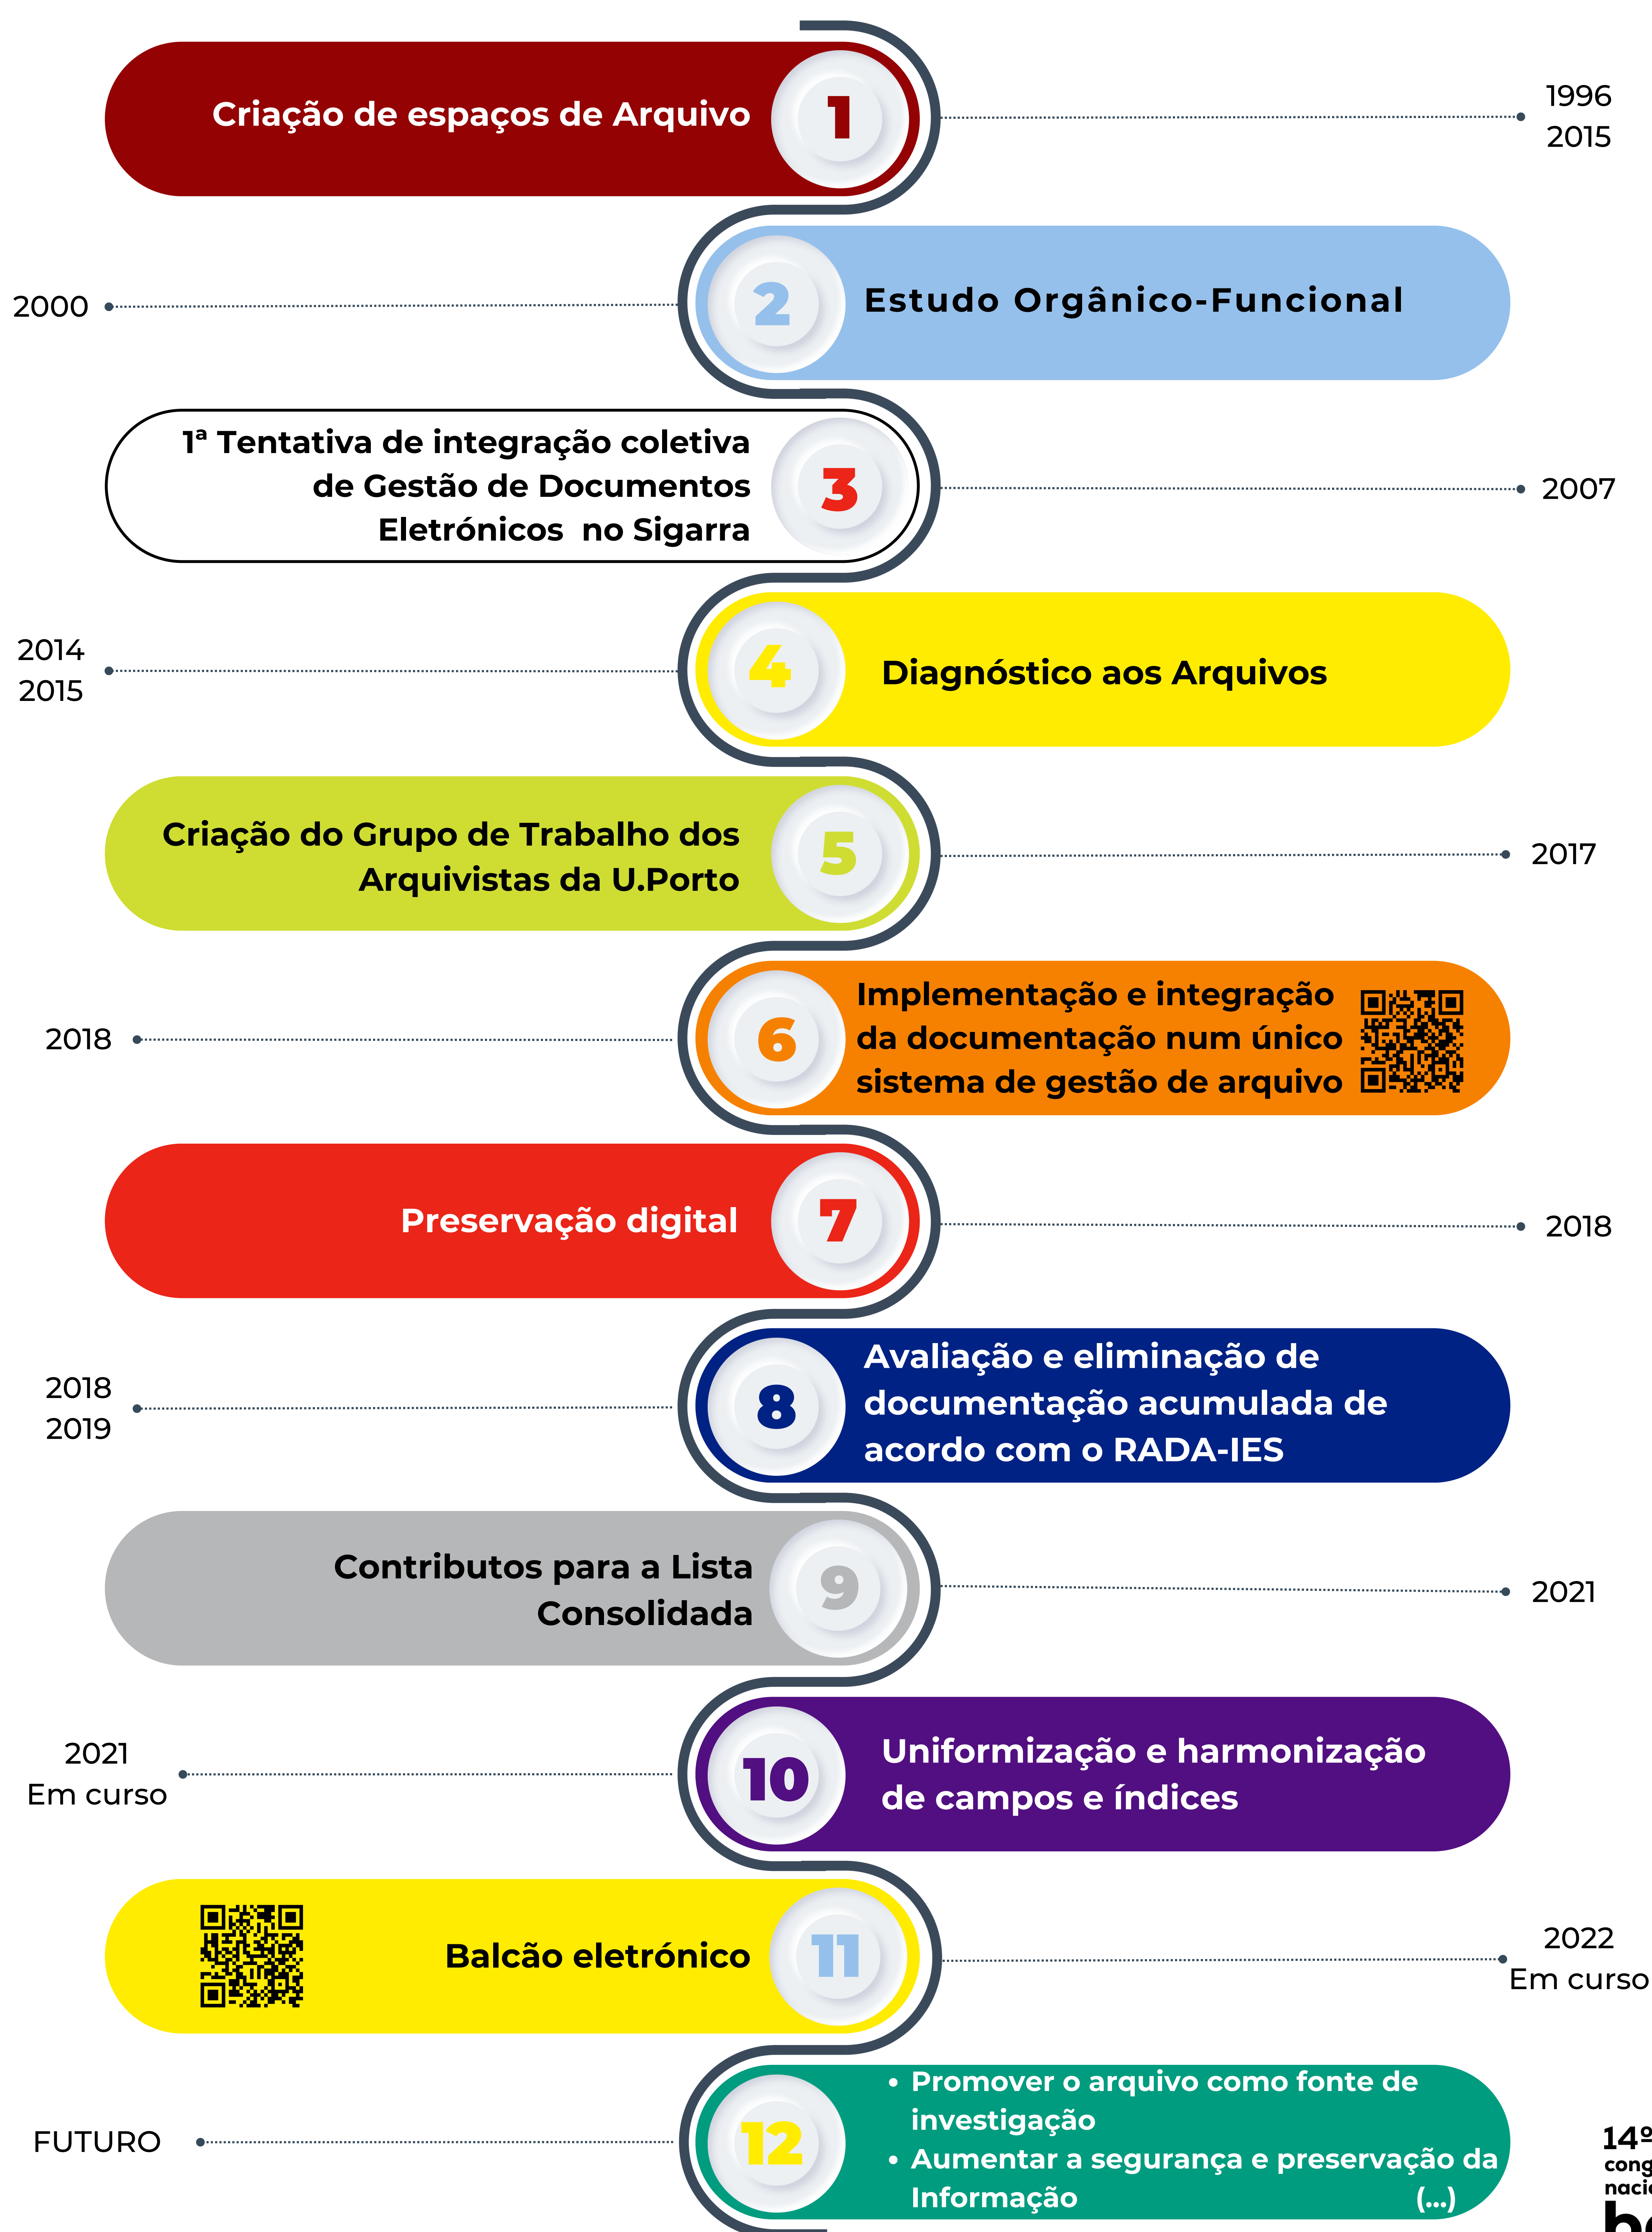 Criação de espaços de Arquivo
1
1996
2015
2000
2
Estudo Orgânico-Funcional
1ª Tentativa de integração coletiva
de Gestão de Documentos
Eletrónicos no Sigarra
3
2007
2014
2015
4
Diagnóstico aos Arquivos
Criação do Grupo de Trabalho dos
Arquivistas da U.Porto
5
2017
2018
6
Implementação e integração
da documentação num único
sistema de gestão de arquivo
Preservação digital
7
2018
2018
2019
8
Avaliação e eliminação de
documentação acumulada de
acordo com o RADA-IES
Contributos para a Lista
Consolidada
9
2021
2021
Em curso
10
Uniformização e harmonização
de campos e índices
Balcão eletrónico
11
2022
Em curso
FUTURO
12
• Promover o arquivo como fonte de
investigação
• Aumentar a segurança e preservação da
Informação (...)
14º
cong
nacio